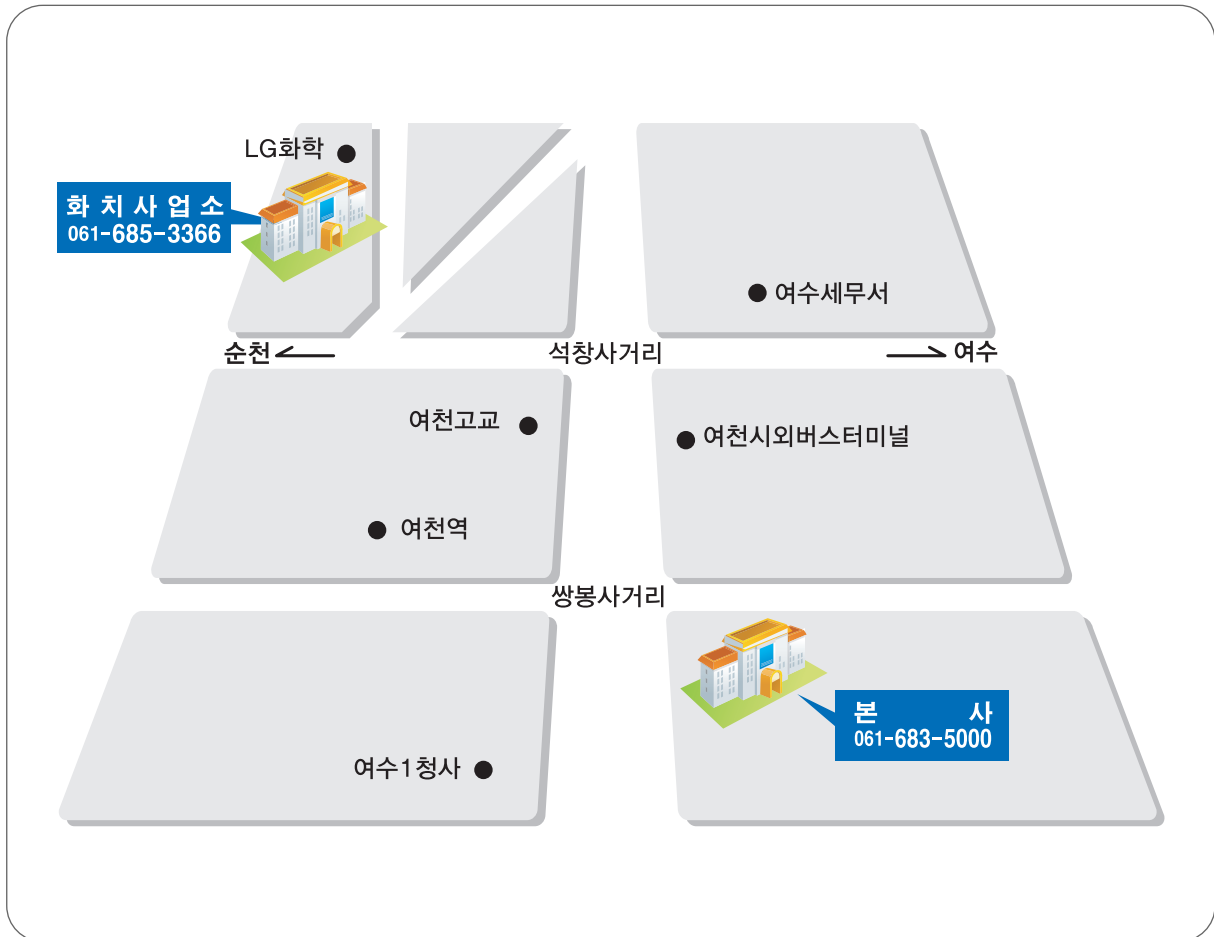 LG화학
화치사업소
061-685-3366
여수세무서
순천
석창사거리
여수
여천고교
여천시외버스터미널
여천역
쌍봉사거리
본 사
061-683-5000
여수1청사